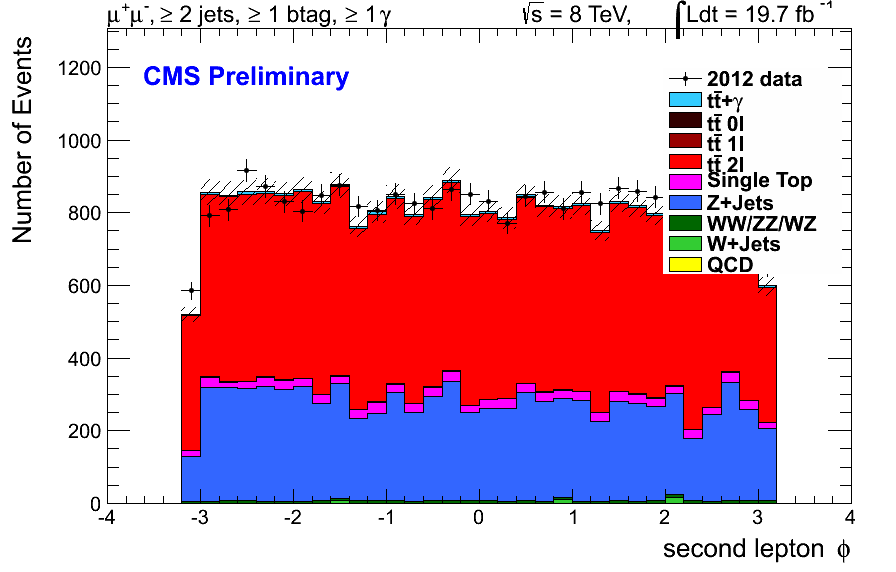 μ⁺μ⁻, ≥ 2 jets, ≥ 1 btag, ≥ 1 γ √s = 8 TeV, ∫Ldt = 19.7 fb⁻¹
CMS Preliminary
2012 data
tt̄+γ
tt̄ 0l
tt̄ 1l
tt̄ 2l
Single Top
Z+Jets
WW/ZZ/WZ
W+Jets
QCD
Number of Events
1200
1000
800
600
400
200
0
-4 -3 -2 -1 0 1 2 3 4
second lepton ϕ